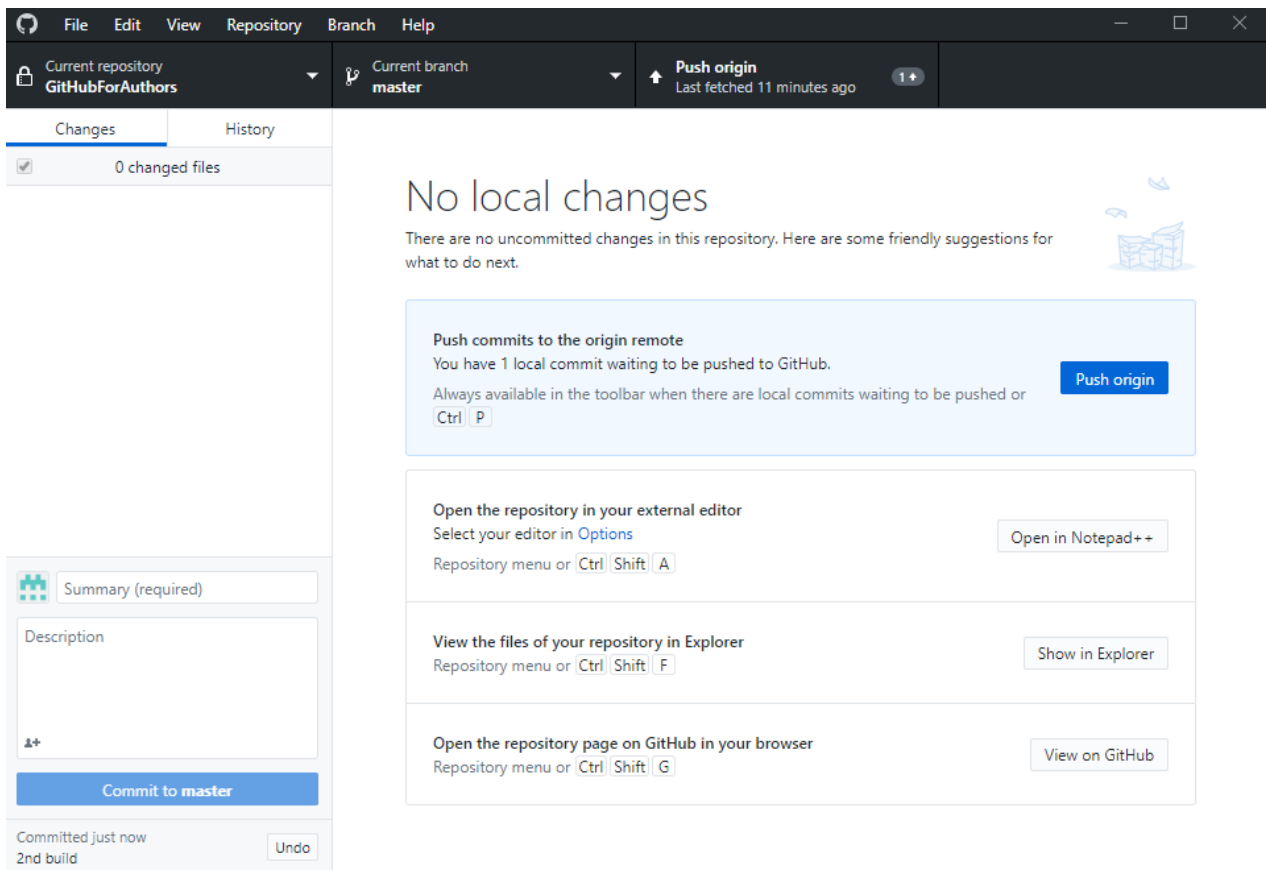 File Edit View Repository Branch Help
Current repository
GitHubForAuthors
Current branch
master
Push origin
Last fetched 11 minutes ago
1
Changes History
0 changed files
No local changes
There are no uncommitted changes in this repository. Here are some friendly suggestions for
what to do next.
Push commits to the origin remote
You have 1 local commit waiting to be pushed to GitHub.
Always available in the toolbar when there are local commits waiting to be pushed or
Ctrl P
Push origin
Open the repository in your external editor
Select your editor in Options
Repository menu or Ctrl Shift A
Open in Notepad++
View the files of your repository in Explorer
Repository menu or Ctrl Shift F
Show in Explorer
Open the repository page on GitHub in your browser
Repository menu or Ctrl Shift G
View on GitHub
Summary (required)
Description
Commit to master
Committed just now
2nd build
Undo